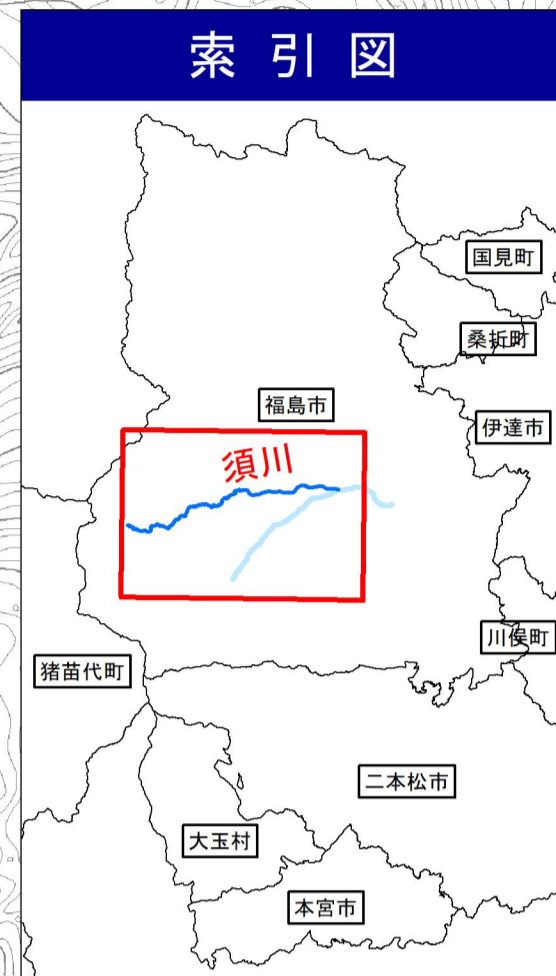 索引図
国見町
桑折町
福島市
伊達市
須川
川俣町
猪苗代町
二本松市
大玉村
本宮市